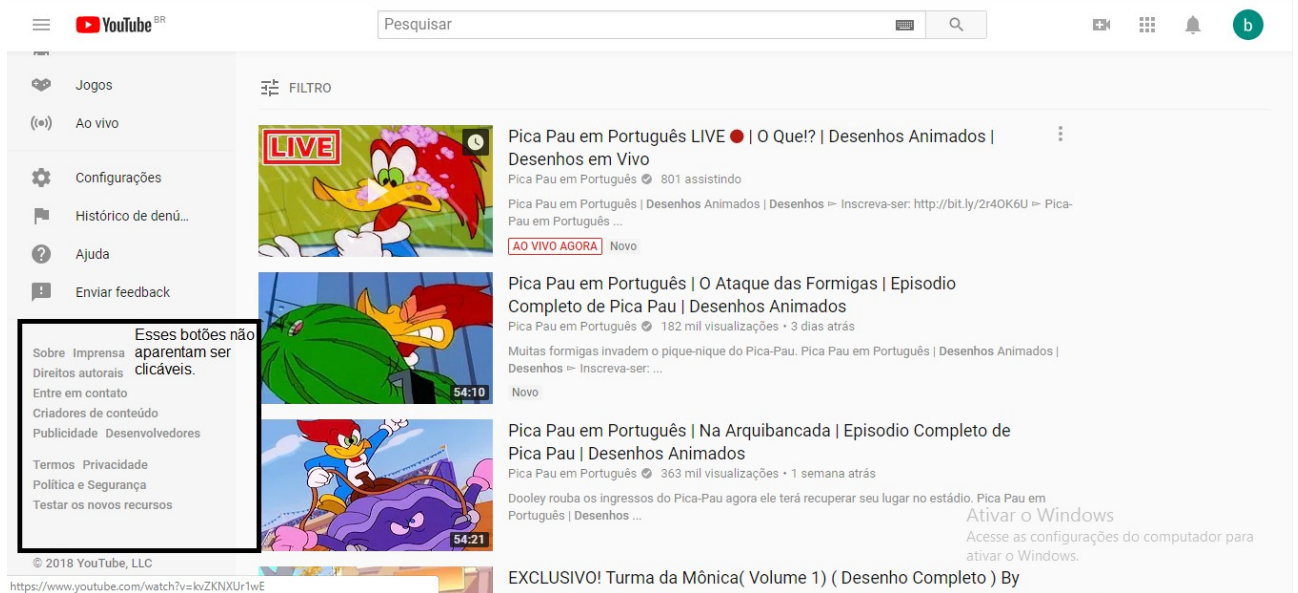 YouTube BR
Pesquisar
b
Jogos
Ao vivo
Configurações
Histórico de denú...
Ajuda
Enviar feedback
Esses botões não
aparentam ser
clicáveis.
Sobre Imprensa
Direitos autorais
Entre em contato
Criadores de conteúdo
Publicidade Desenvolvedores
Termos Privacidade
Política e Segurança
Testar os novos recursos
© 2018 YouTube, LLC
https://www.youtube.com/watch?v=kvZKNXUr1wE
FILTRO
LIVE
Pica Pau em Português LIVE 🔴 | O Que!? | Desenhos Animados |
Desenhos em Vivo
Pica Pau em Português 801 assistindo
Pica Pau em Português | Desenhos Animados | Desenhos ⊳ Inscreva-ser: http://bit.ly/2r4OK6U ⊳ Pica-
Pau em Português ...
AO VIVO AGORA Novo
54:10
Pica Pau em Português | O Ataque das Formigas | Episodio
Completo de Pica Pau | Desenhos Animados
Pica Pau em Português 182 mil visualizações • 3 dias atrás
Muitas formigas invadem o pique-nique do Pica-Pau. Pica Pau em Português | Desenhos Animados |
Desenhos ⊳ Inscreva-ser: ...
Novo
54:21
Pica Pau em Português | Na Arquibancada | Episodio Completo de
Pica Pau | Desenhos Animados
Pica Pau em Português 363 mil visualizações • 1 semana atrás
Dooley rouba os ingressos do Pica-Pau agora ele terá recuperar seu lugar no estádio. Pica Pau em
Português | Desenhos ...
EXCLUSIVO! Turma da Mônica( Volume 1) ( Desenho Completo ) By
Ativar o Windows
Acesse as configurações do computador para
ativar o Windows.